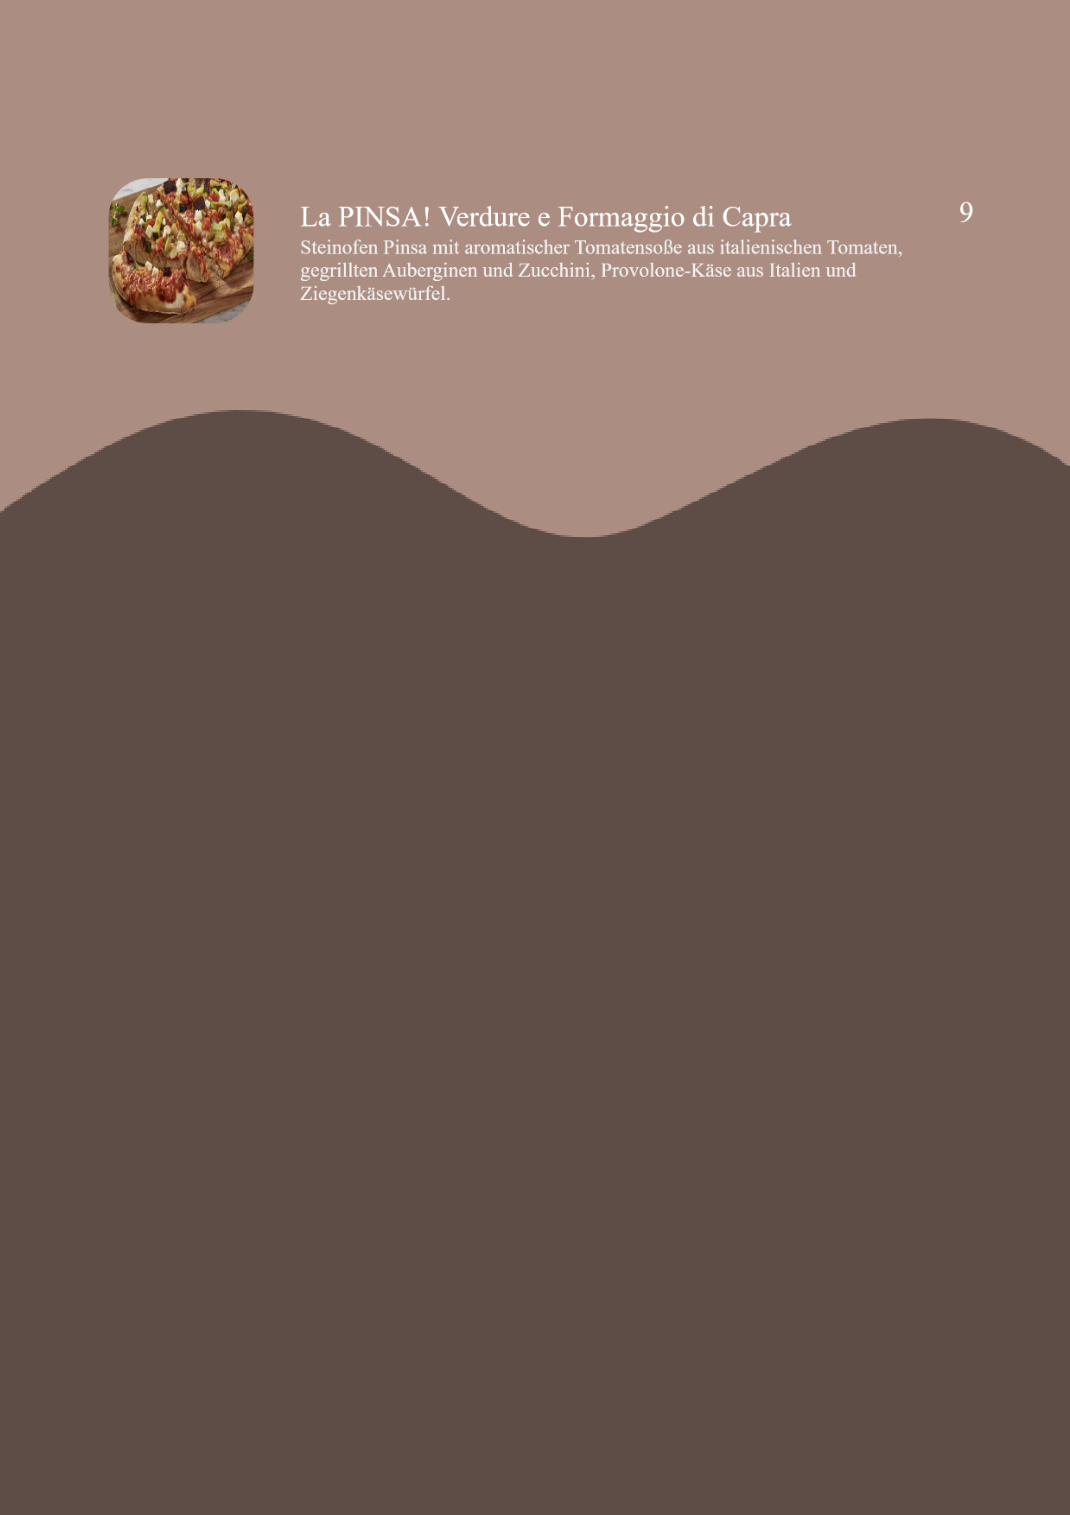 La PINSA! Verdure e Formaggio di Capra 9
Steinofen Pinsa mit aromatischer Tomatensoße aus italienischen Tomaten,
gegrillten Auberginen und Zucchini, Provolone-Käse aus Italien und
Ziegenkäsewürfel.